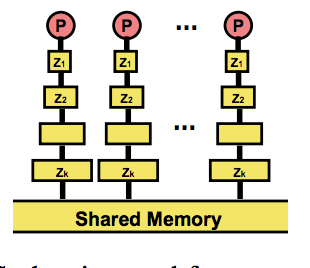 P P ... P
Z1 Z1 Z1
Z2 Z2 Z2
...
Zk Zk Zk
Shared Memory